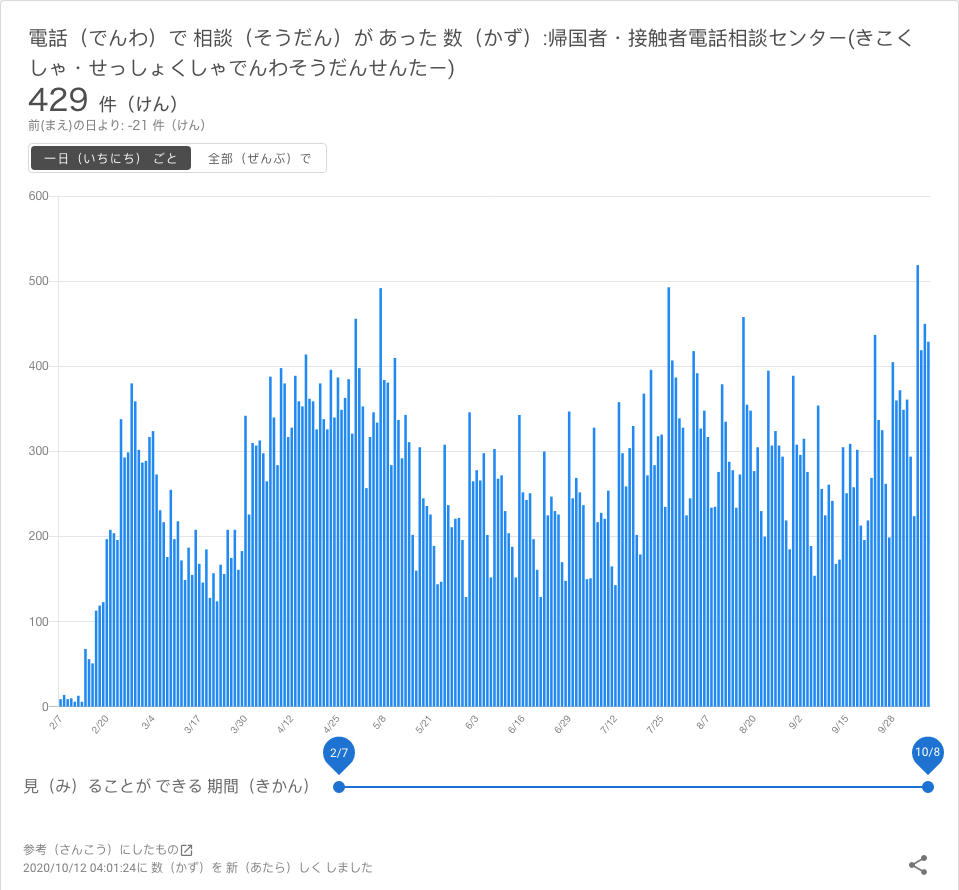 電話（でんわ）で 相談（そうだん）が あった 数（かず）:帰国者・接触者電話相談センター(きこく
しゃ・せっしょくしゃでんわそうだんせんたー)
429 件（けん）
前(まえ)の日より: -21 件（けん）
一日（いちにち） ごと 全部（ぜんぶ）で
600
500
400
300
200
100
0
2/7 2/20 3/4 3/17 3/30 4/12 4/25 5/8 5/21 6/3 6/16 6/29 7/12 7/25 8/7 8/20 9/2 9/15 9/28
2/7 10/8
見（み）ることが できる 期間（きかん）
参考（さんこう）にしたもの
2020/10/12 04:01:24に 数（かず）を 新（あたら）しく しました